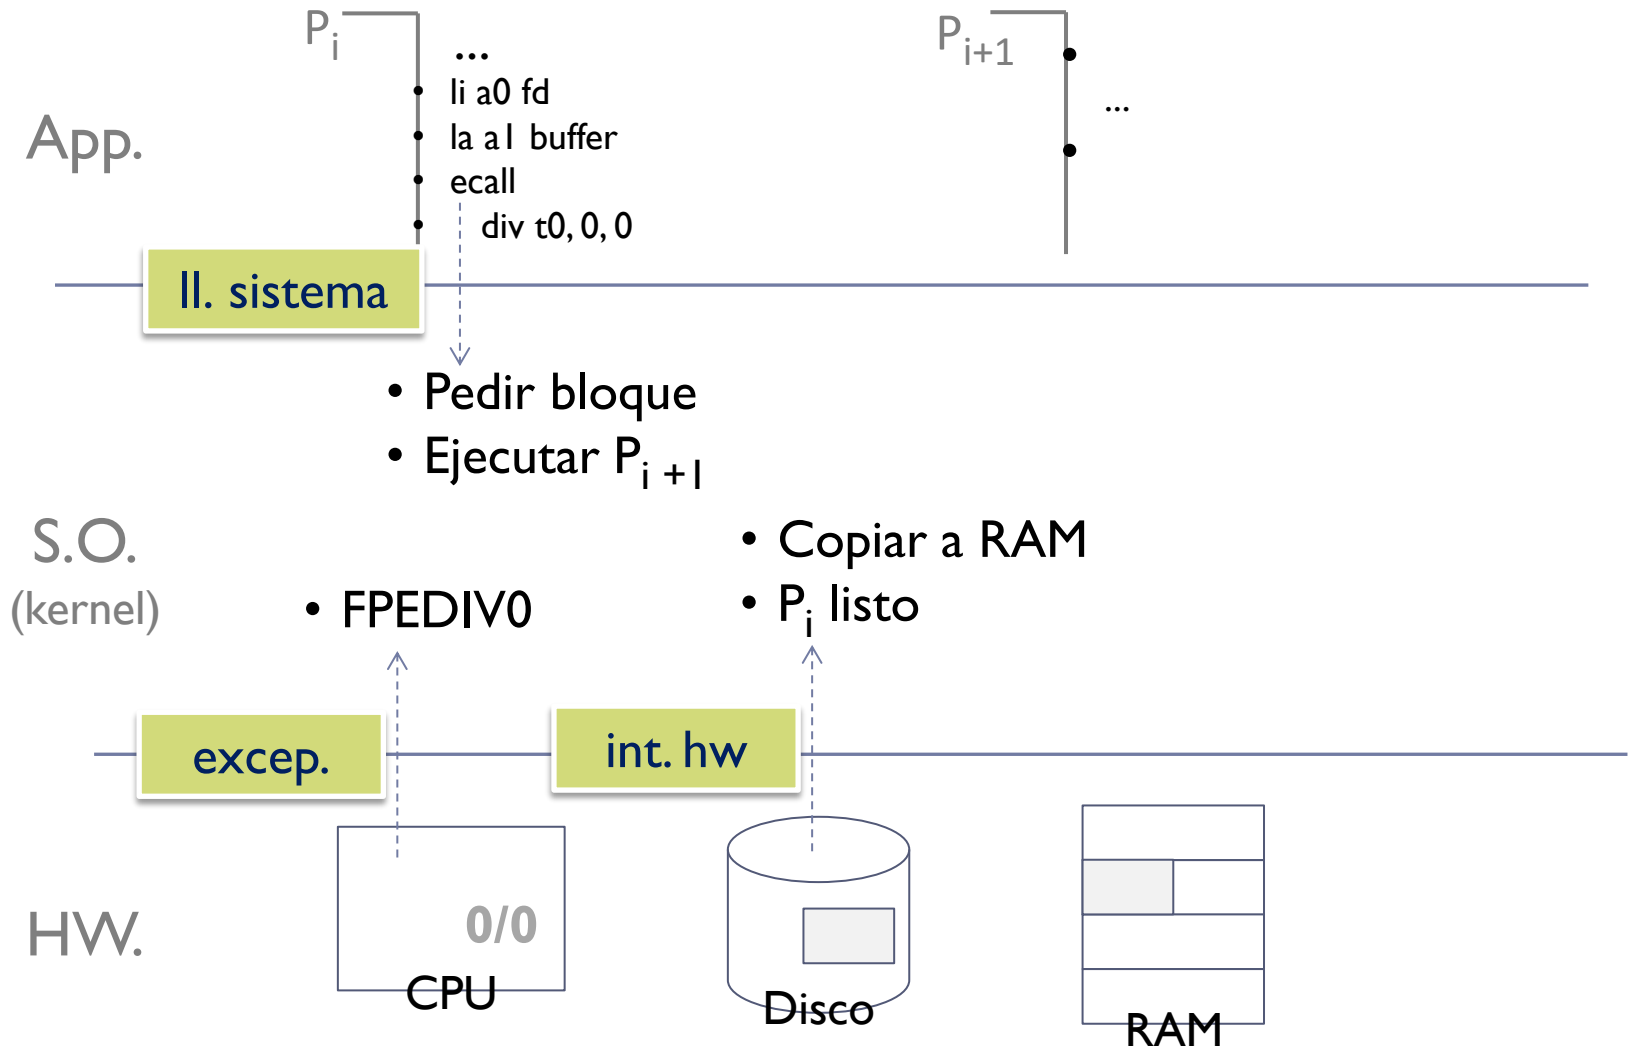 Pi
...
li a0 fd
la a1 buffer
ecall
div t0, 0, 0
Pi+1
...
App.
ll. sistema
• Pedir bloque
• Ejecutar Pi +1
S.O.
(kernel)
• FPEDIV0
• Copiar a RAM
• Pi listo
excep.
int. hw
HW.
0/0
CPU
Disco
RAM